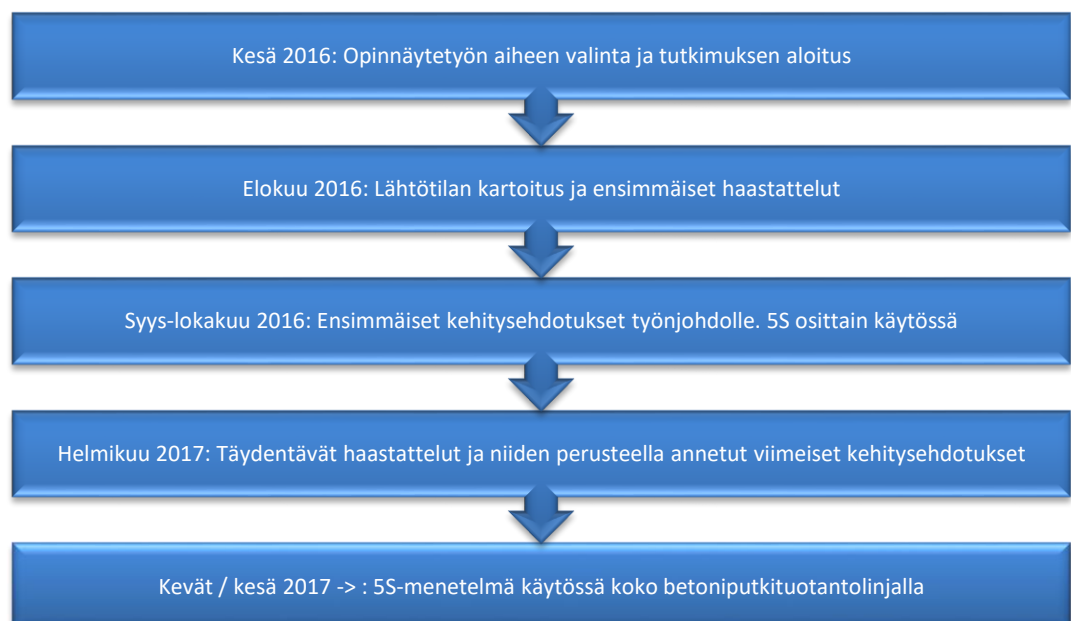 Kesä 2016: Opinnäytetyön aiheen valinta ja tutkimuksen aloitus
Elokuu 2016: Lähtötilan kartoitus ja ensimmäiset haastattelut
Syys-lokakuu 2016: Ensimmäiset kehitysehdotukset työnjohdolle. 5S osittain käytössä
Helmikuu 2017: Täydentävät haastattelut ja niiden perusteella annetut viimeiset kehitysehdotukset
Kevät / kesä 2017 -> : 5S-menetelmä käytössä koko betoniputkituotantolinjalla